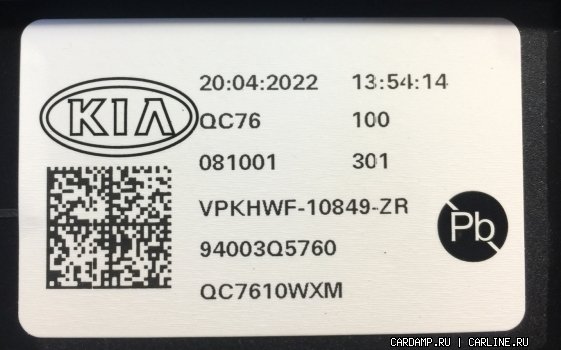 KIA
20:04:2022 13:54:14
QC76 100
081001 301
VPKHWF-10849-ZR
94003Q5760
QC7610WXM
Pb
CARDAMP.RU | CARLINE.RU